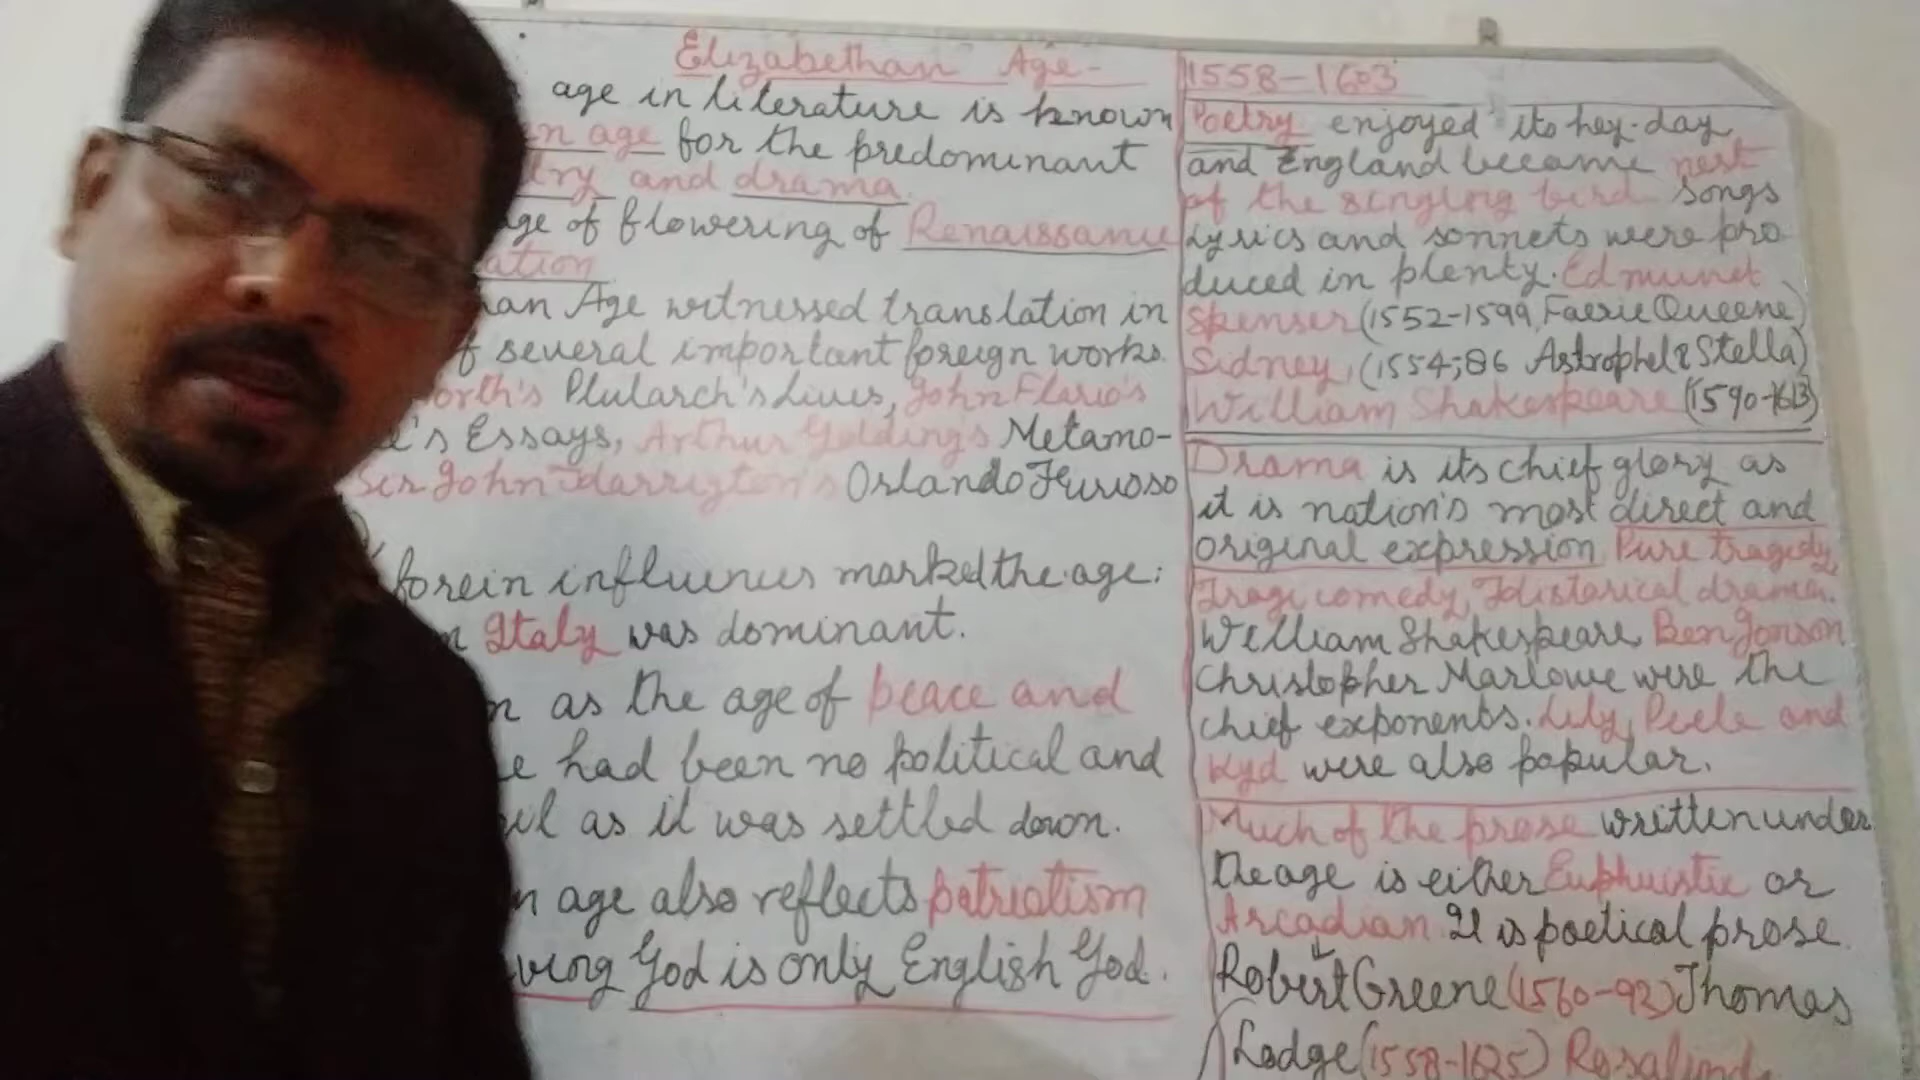 Elizabethan Age-
age in literature is known
n age for the predominant
try and drama.
age of flowering of Renaissance
ation
han Age witnessed translation in
of several important foreign works.
orth's Plutarch's Lives, John Florio's
e's Essays, Arthur Golding's Metamo-
Sir John Harrington's Orlando Furioso
forein influences marked the age:
n Italy was dominant.
n as the age of peace and
e had been no political and
il as it was settled down.
n age also reflects patriotism
ving God is only English God.
1558-1603
Poetry enjoyed its hey-day
and England became nest
of the singing bird songs
Lyrics and sonnets were pro
duced in plenty. Edmund
Spenser (1552-1599, Faerie Queene)
Sidney, (1554;86 Astrophel & Stella)
William Shakespeare (1590-1613)
Drama is its chief glory as
it is nation's most direct and
original expression Pure tragedy,
Tragi comedy, Historical drama.
William Shakespeare, Ben Jonson
Christopher Marlowe were the
chief exponents. Lyly, Peele and
Kyd were also popular.
Much of the prose written under
the age is either Euphuistic or
Arcadian It is poetical prose.
Robert Greene (1560-92) Thomas
Lodge (1558-1625) Rosalind